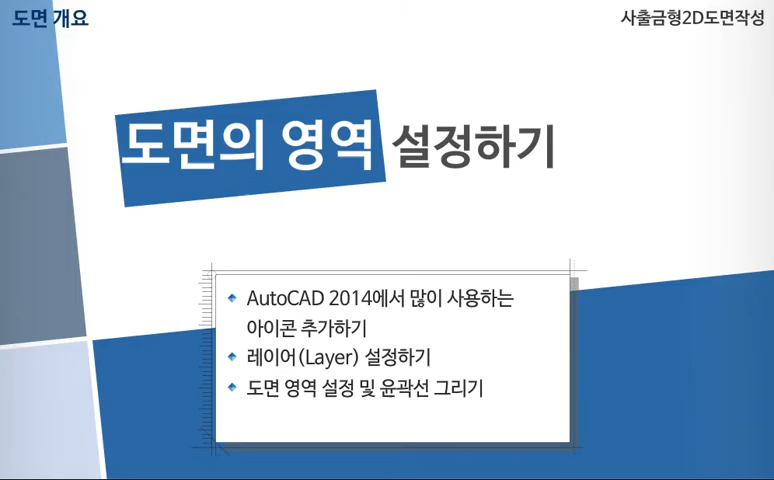 도면 개요
사출금형2D도면작성
도면의 영역 설정하기
AutoCAD 2014에서 많이 사용하는
아이콘 추가하기
레이어(Layer) 설정하기
도면 영역 설정 및 윤곽선 그리기